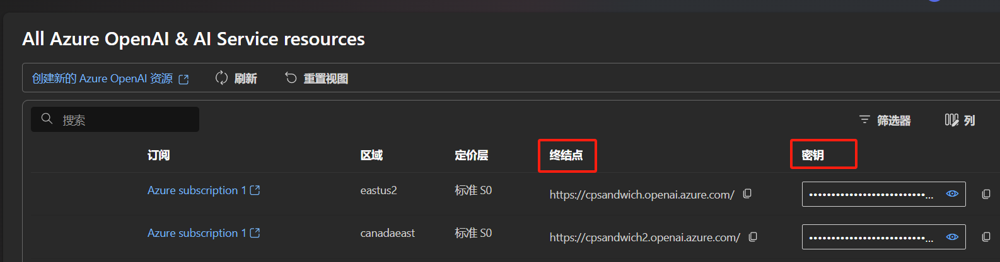 All Azure OpenAI & AI Service resources
创建新的 Azure OpenAI 资源 刷新 重置视图
搜索 筛选器 列
订阅 区域 定价层 终结点 密钥
Azure subscription 1 eastus2 标准 S0 https://cpsandwich.openai.azure.com/ ••••••••••••••••••••••••••...
Azure subscription 1 canadaeast 标准 S0 https://cpsandwich2.openai.azure.com/ ••••••••••••••••••••••••••...